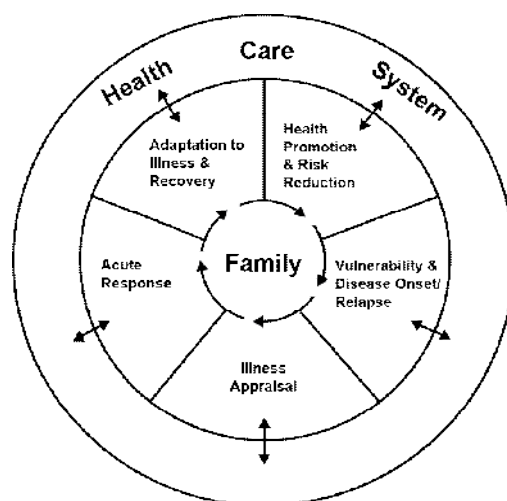 Health Care System
Adaptation to
Illness &
Recovery
Health
Promotion
& Risk
Reduction
Acute
Response
Family
Vulnerability &
Disease Onset/
Relapse
Illness
Appraisal